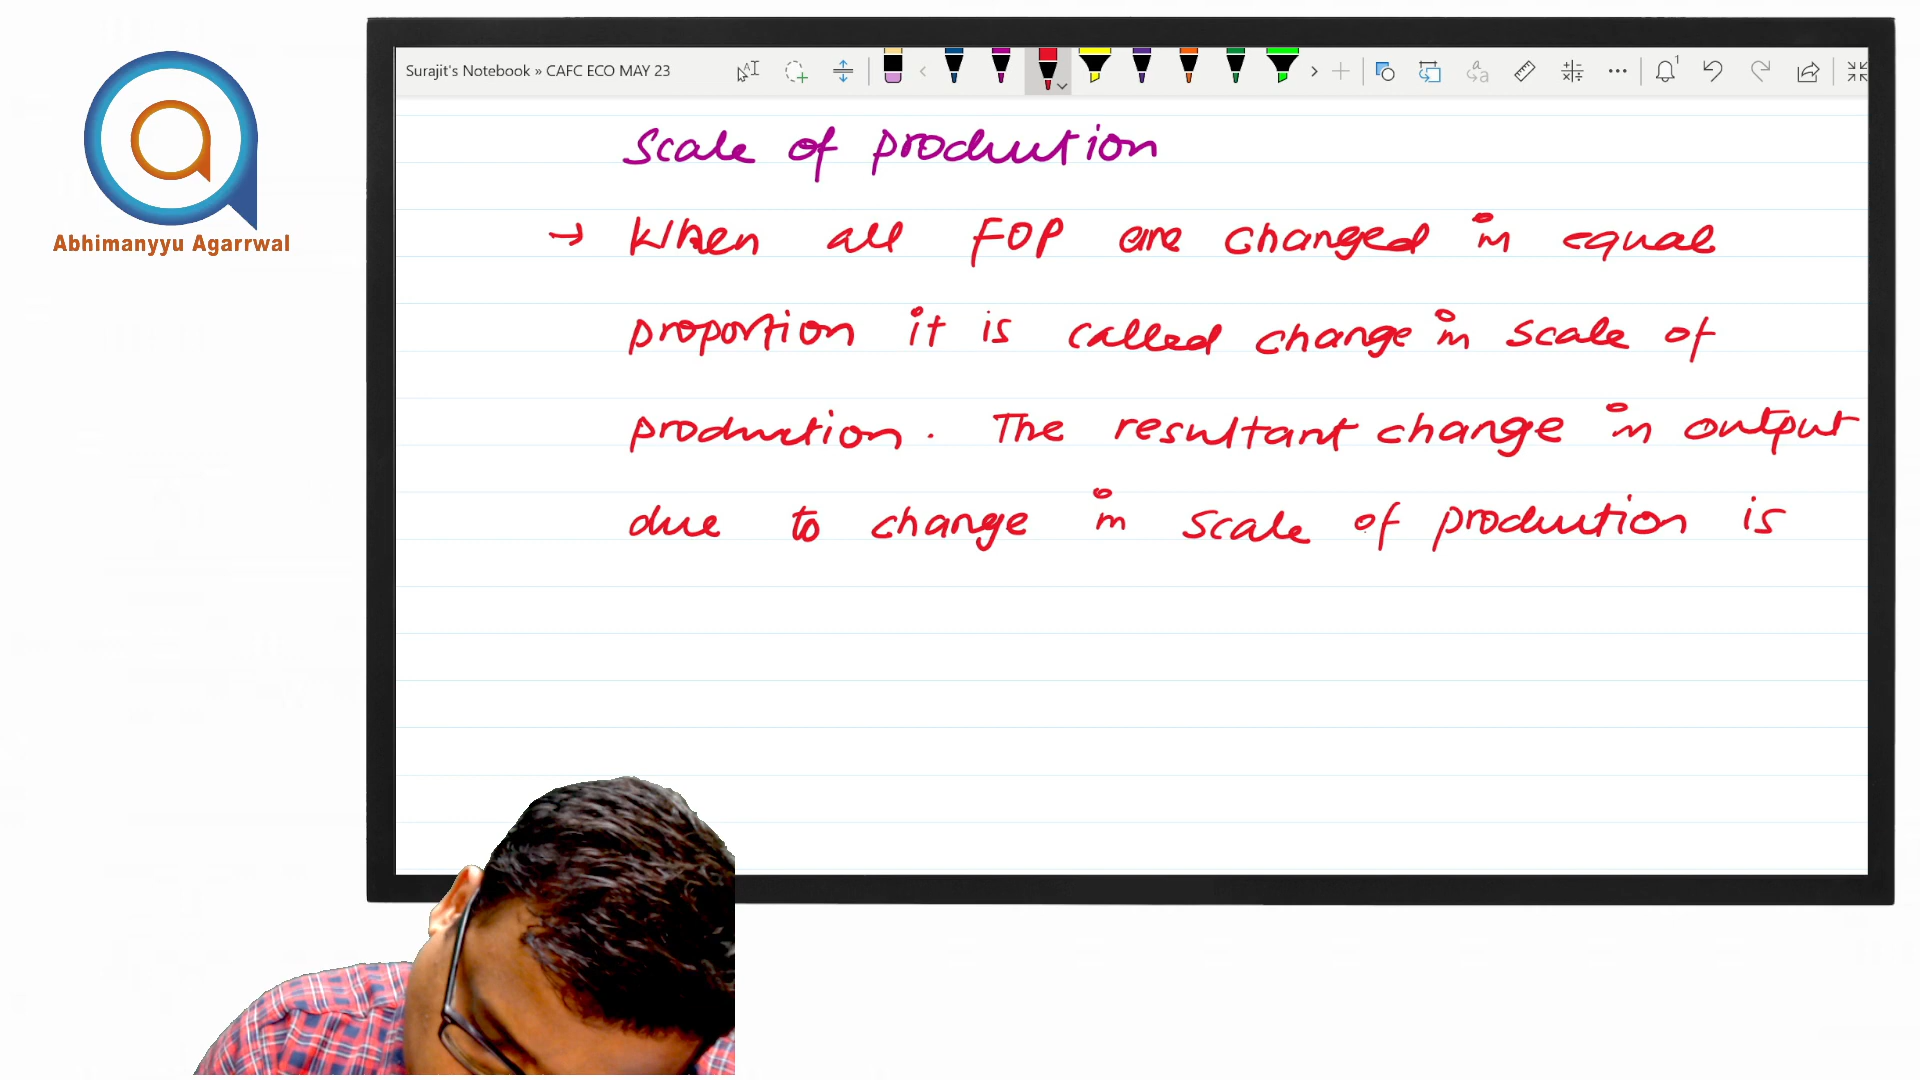 Surajit's Notebook » CAFC ECO MAY 23
Abhimanyyu Agarrwal
Scale of production
→ When all FOP are changed in equal
proportion it is called change in scale of
production. The resultant change in output
due to change in scale of production is